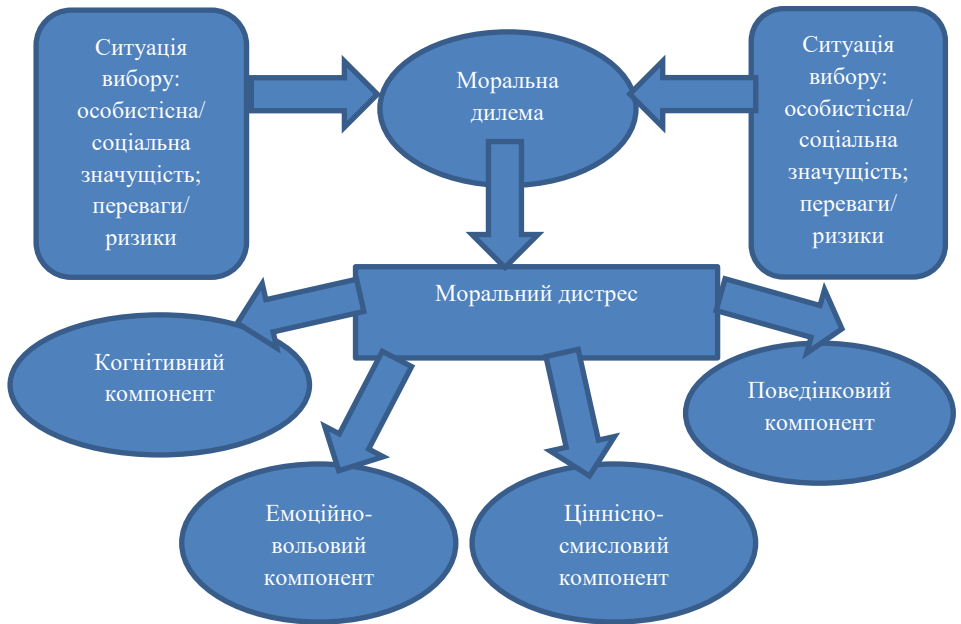 Ситуація
вибору:
особистісна/
соціальна
значущість;
переваги/
ризики
Моральна
дилема
Ситуація
вибору:
особистісна/
соціальна
значущість;
переваги/
ризики
Моральний дистрес
Когнітивний
компонент
Поведінковий
компонент
Емоційно-
вольовий
компонент
Ціннісно-
смисловий
компонент